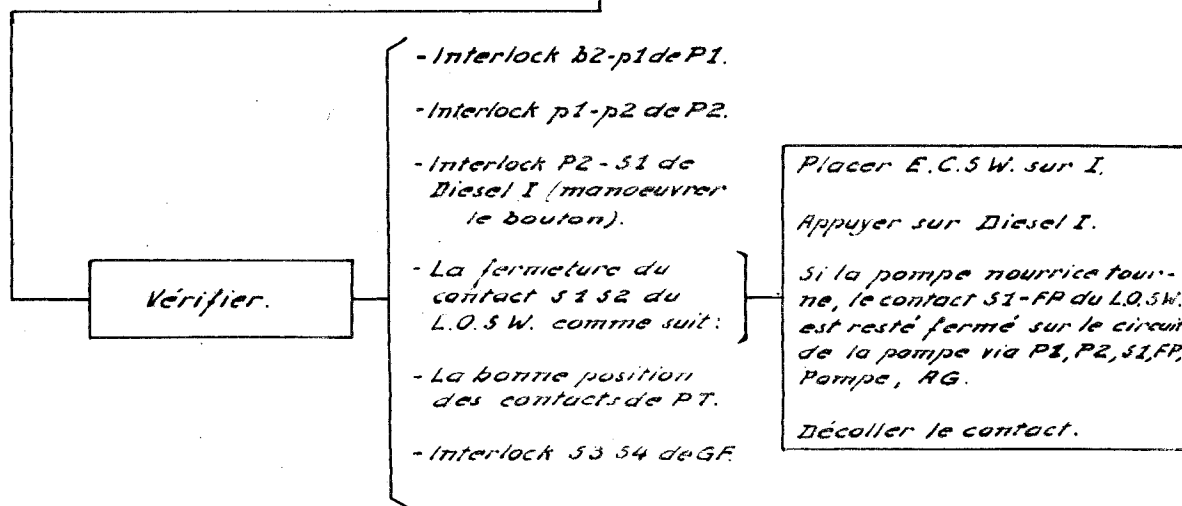 Vérifier.
- Interlock b2-p1 de P1.
- Interlock p1-p2 de P2.
- Interlock P2-S1 de
Diesel I (manoeuvrer
le bouton).
- La fermeture du
contact S1 S2 du
L.O.S W. comme suit:
- La bonne position
des contacts de PT.
- Interlock S3 S4 de GF.
Placer E.C.S W. sur I.
Appuyer sur Diesel I.
Si la pompe nourrice tour-
ne, le contact S1-FP du L.O.S.W.
est resté fermé sur le circuit
de la pompe via P1, P2, S1, FP,
Pompe, AG.
Décoller le contact.